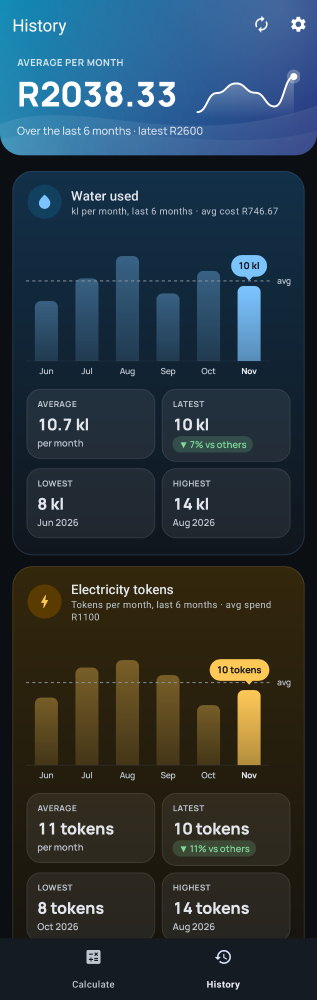 History
AVERAGE PER MONTH
R2038.33
Over the last 6 months · latest R2600
Water used
kl per month, last 6 months · avg cost R746.67
10 kl
avg
Jun Jul Aug Sep Oct Nov
AVERAGE
10.7 kl
per month
LATEST
10 kl
▼ 7% vs others
LOWEST
8 kl
Jun 2026
HIGHEST
14 kl
Aug 2026
Electricity tokens
Tokens per month, last 6 months · avg spend
R1100
10 tokens
avg
Jun Jul Aug Sep Oct Nov
AVERAGE
11 tokens
per month
LATEST
10 tokens
▼ 11% vs others
LOWEST
8 tokens
Oct 2026
HIGHEST
14 tokens
Aug 2026
Calculate
History